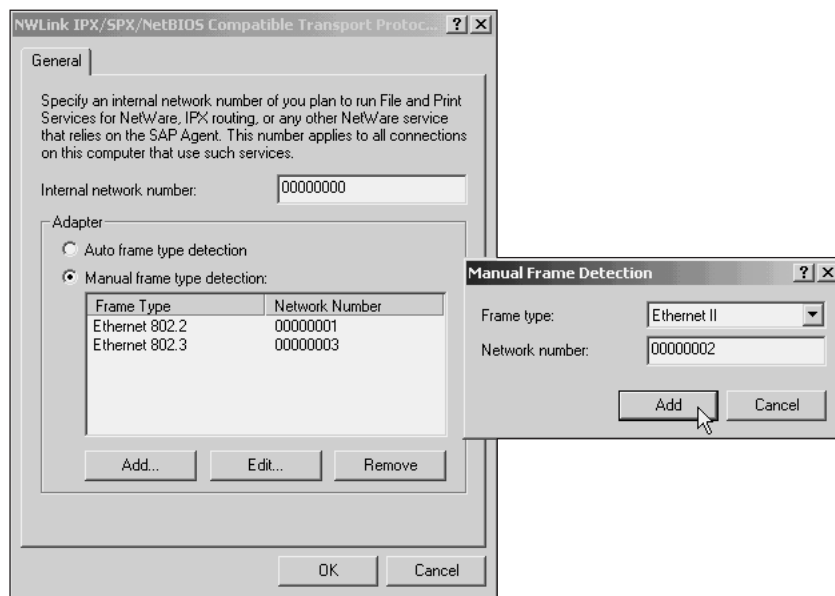 NWLink IPX/SPX/NetBIOS Compatible Transport Protoc...
General
Specify an internal network number of you plan to run File and Print
Services for NetWare, IPX routing, or any other NetWare service
that relies on the SAP Agent. This number applies to all connections
on this computer that use such services.
Internal network number: 00000000
Adapter
Auto frame type detection
Manual frame type detection:
Frame Type Network Number
Ethernet 802.2 00000001
Ethernet 802.3 00000003
Add... Edit... Remove
OK Cancel
Manual Frame Detection
Frame type: Ethernet II
Network number: 00000002
Add Cancel